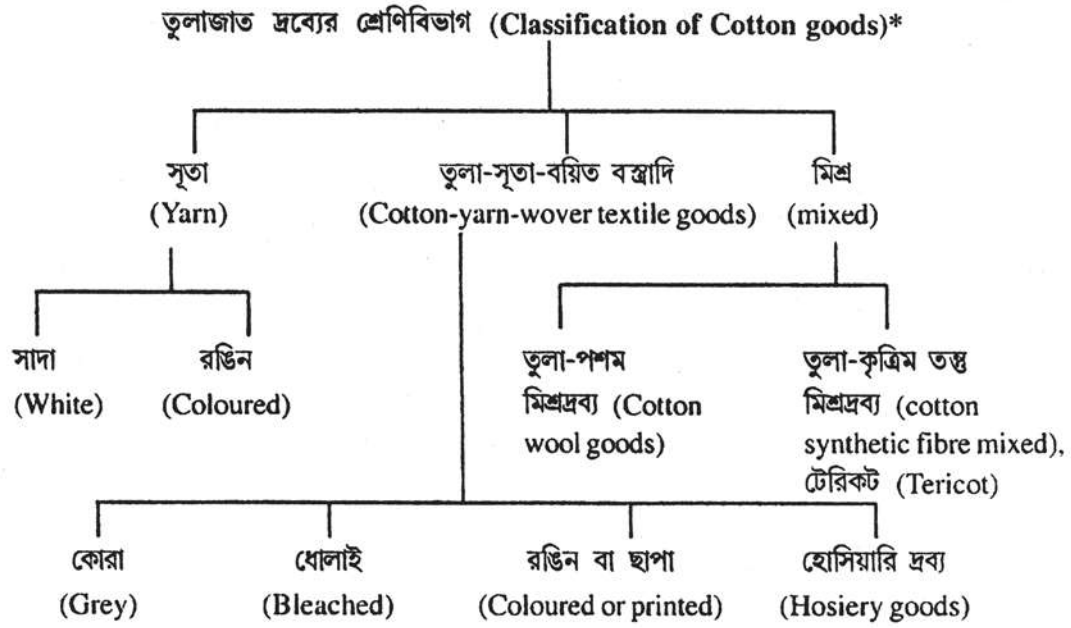 তুলাজাত দ্রব্যের শ্রেণিবিভাগ (Classification of Cotton goods)*
সূতা
(Yarn)
তুলা-সূতা-বয়িত বস্ত্রাদি
(Cotton-yarn-wover textile goods)
মিশ্র
(mixed)
সাদা
(White)
রঙিন
(Coloured)
তুলা-পশম
মিশ্রদ্রব্য (Cotton
wool goods)
তুলা-কৃত্রিম তন্তু
মিশ্রদ্রব্য (cotton
synthetic fibre mixed),
টেরিকট (Tericot)
কোরা
(Grey)
ধোলাই
(Bleached)
রঙিন বা ছাপা
(Coloured or printed)
হোসিয়ারি দ্রব্য
(Hosiery goods)